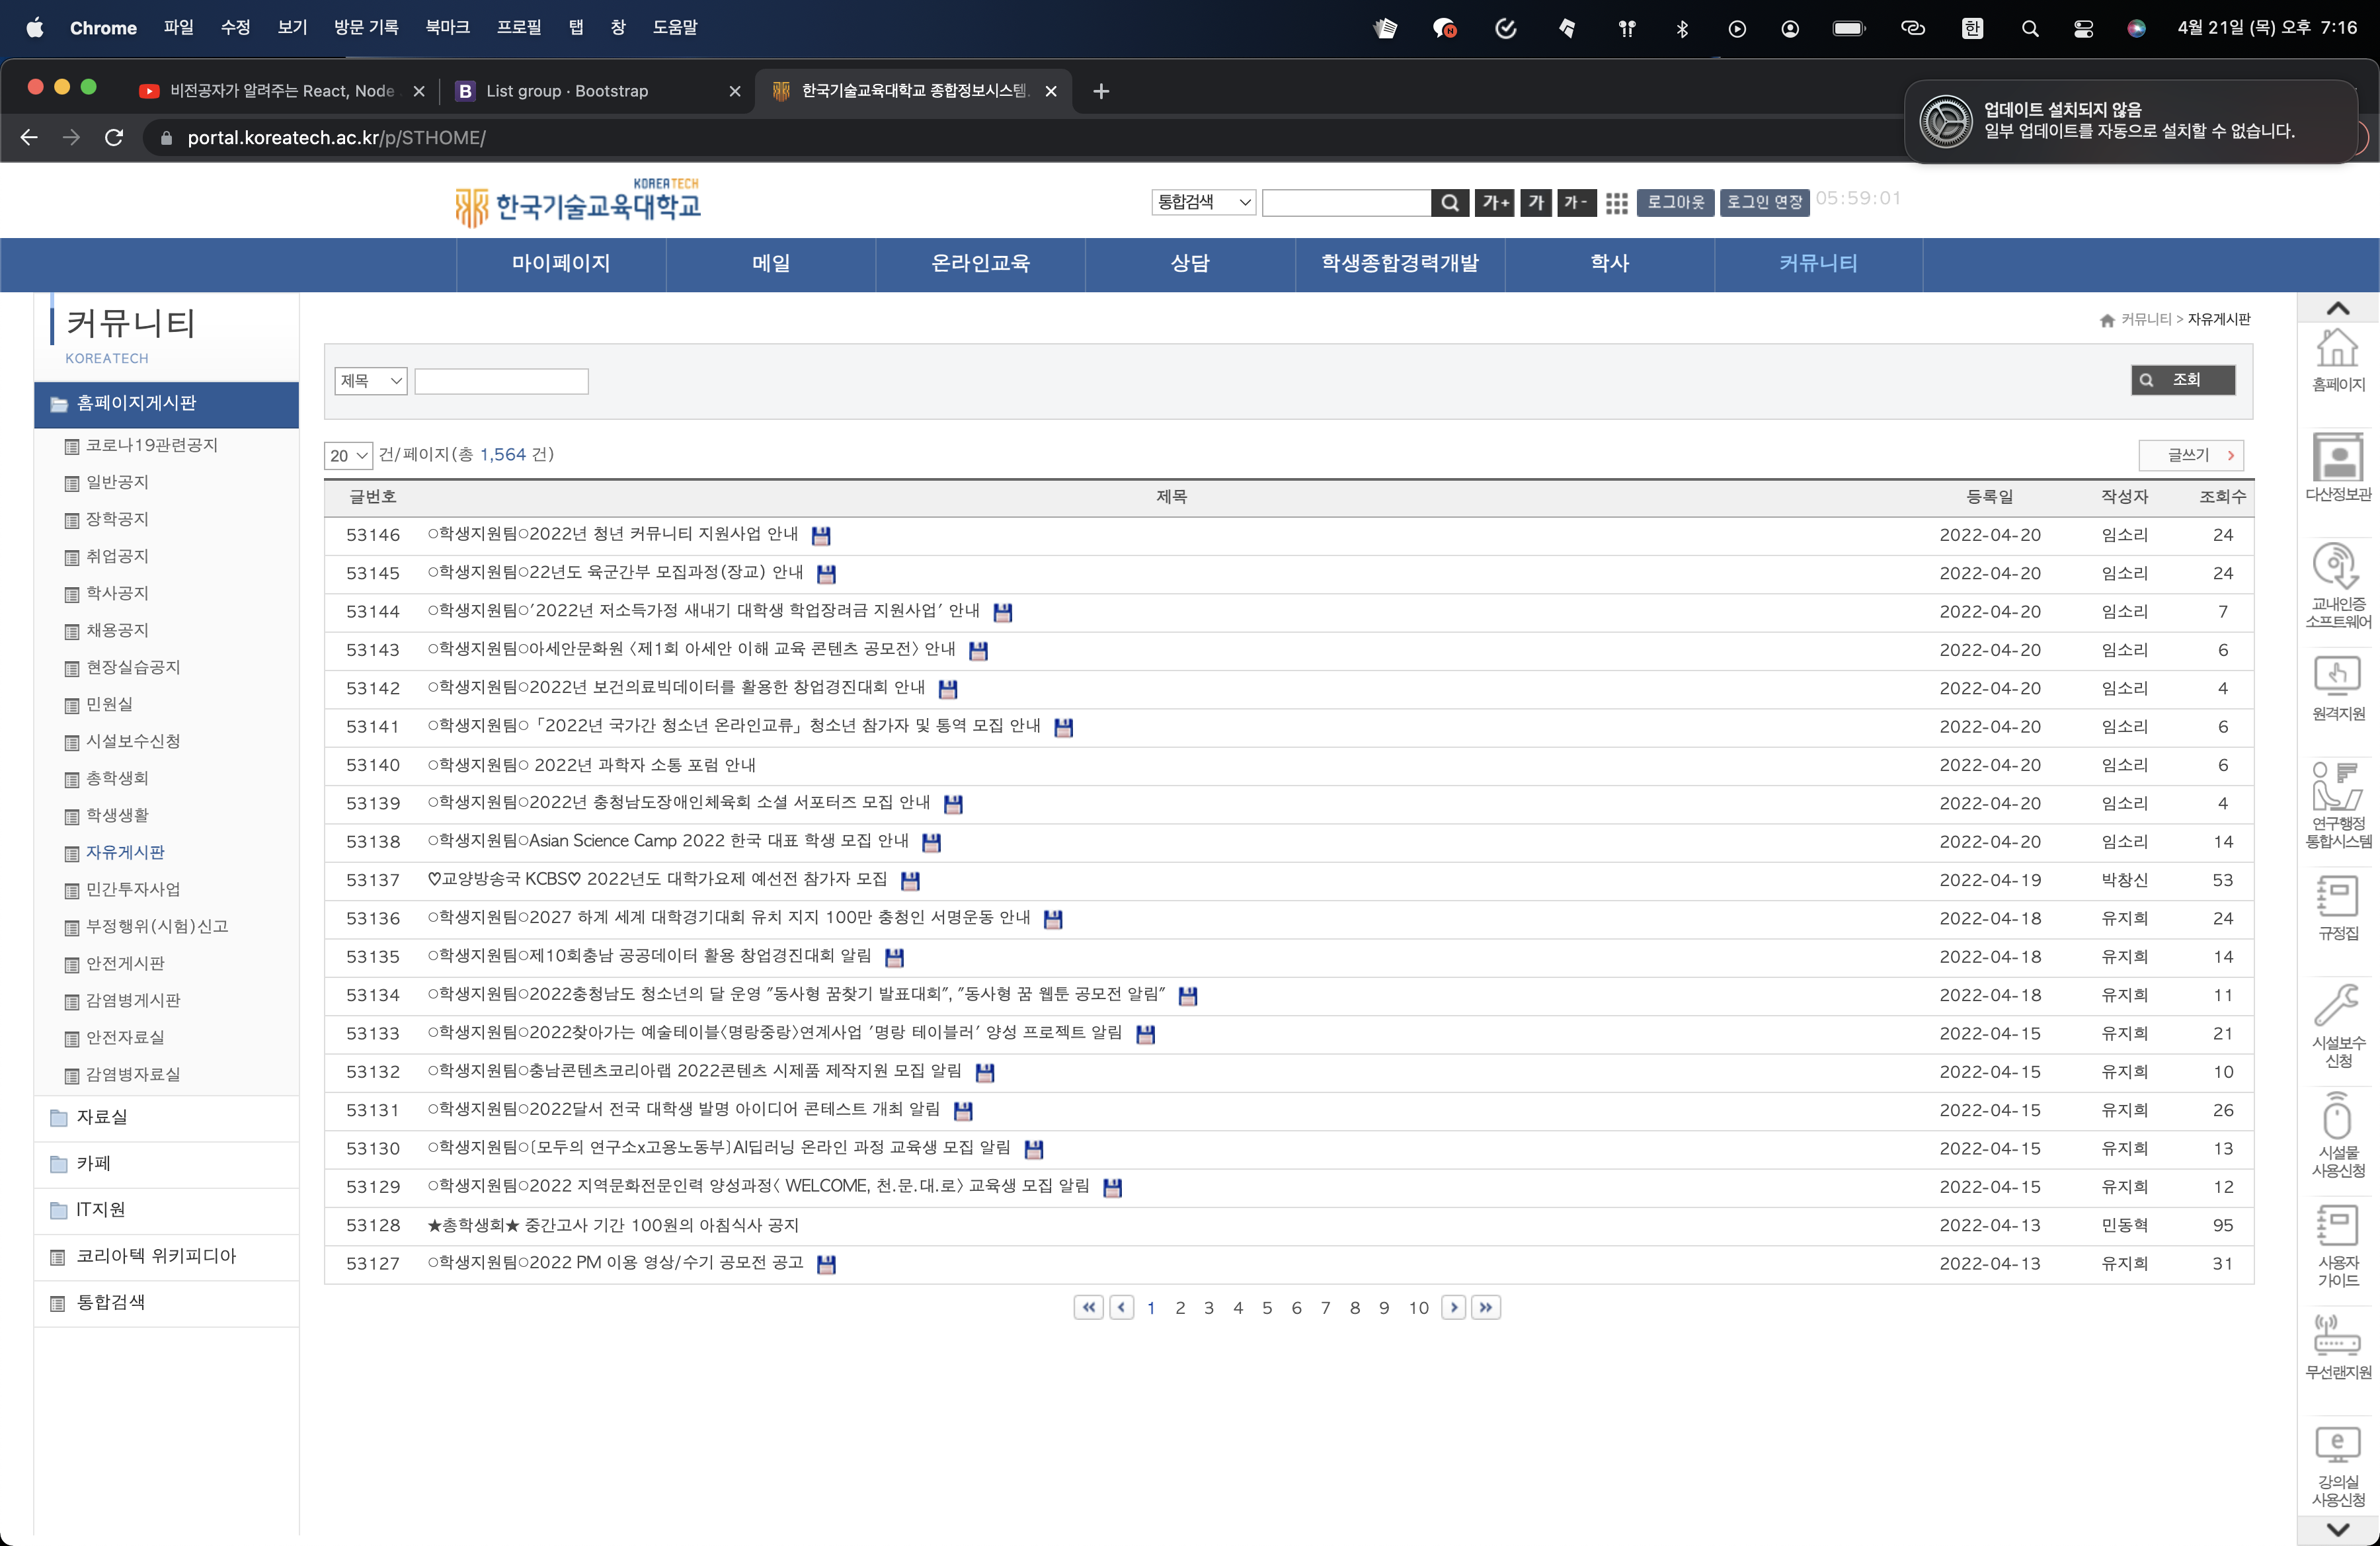 Chrome 파일 수정 보기 방문 기록 북마크 프로필 탭 창 도움말 한 4월 21일 (목) 오후 7:16
비전공자가 알려주는 React, Node
B List group · Bootstrap
한국기술교육대학교 종합정보시스템
업데이트 설치되지 않음
일부 업데이트를 자동으로 설치할 수 없습니다.
portal.koreatech.ac.kr/p/STHOME/
KOREATECH
한국기술교육대학교
통합검색 가+ 가 가- 로그아웃 로그인 연장 05:59:01
마이페이지 메일 온라인교육 상담 학생종합경력개발 학사 커뮤니티
커뮤니티
KOREATECH
홈페이지게시판
코로나19관련공지
일반공지
장학공지
취업공지
학사공지
채용공지
현장실습공지
민원실
시설보수신청
총학생회
학생생활
자유게시판
민간투자사업
부정행위(시험)신고
안전게시판
감염병게시판
안전자료실
감염병자료실
자료실
카페
IT지원
코리아텍 위키피디아
통합검색
커뮤니티 > 자유게시판
제목 조회
20 건/페이지(총 1,564 건) 글쓰기
글번호 제목 등록일 작성자 조회수
53146 ○학생지원팀○2022년 청년 커뮤니티 지원사업 안내 2022-04-20 임소리 24
53145 ○학생지원팀○22년도 육군간부 모집과정(장교) 안내 2022-04-20 임소리 24
53144 ○학생지원팀○'2022년 저소득가정 새내기 대학생 학업장려금 지원사업' 안내 2022-04-20 임소리 7
53143 ○학생지원팀○아세안문화원 <제1회 아세안 이해 교육 콘텐츠 공모전> 안내 2022-04-20 임소리 6
53142 ○학생지원팀○2022년 보건의료빅데이터를 활용한 창업경진대회 안내 2022-04-20 임소리 4
53141 ○학생지원팀○「2022년 국가간 청소년 온라인교류」청소년 참가자 및 통역 모집 안내 2022-04-20 임소리 6
53140 ○학생지원팀○ 2022년 과학자 소통 포럼 안내 2022-04-20 임소리 6
53139 ○학생지원팀○2022년 충청남도장애인체육회 소셜 서포터즈 모집 안내 2022-04-20 임소리 4
53138 ○학생지원팀○Asian Science Camp 2022 한국 대표 학생 모집 안내 2022-04-20 임소리 14
53137 ♡교양방송국 KCBS♡ 2022년도 대학가요제 예선전 참가자 모집 2022-04-19 박창신 53
53136 ○학생지원팀○2027 하계 세계 대학경기대회 유치 지지 100만 충청인 서명운동 안내 2022-04-18 유지희 24
53135 ○학생지원팀○제10회충남 공공데이터 활용 창업경진대회 알림 2022-04-18 유지희 14
53134 ○학생지원팀○2022충청남도 청소년의 달 운영 "동사형 꿈찾기 발표대회", "동사형 꿈 웹툰 공모전 알림" 2022-04-18 유지희 11
53133 ○학생지원팀○2022찾아가는 예술테이블<명랑중랑>연계사업 '명랑 테이블러' 양성 프로젝트 알림 2022-04-15 유지희 21
53132 ○학생지원팀○충남콘텐츠코리아랩 2022콘텐츠 시제품 제작지원 모집 알림 2022-04-15 유지희 10
53131 ○학생지원팀○2022달서 전국 대학생 발명 아이디어 콘테스트 개최 알림 2022-04-15 유지희 26
53130 ○학생지원팀○[모두의 연구소x고용노동부]AI딥러닝 온라인 과정 교육생 모집 알림 2022-04-15 유지희 13
53129 ○학생지원팀○2022 지역문화전문인력 양성과정< WELCOME, 천.문.대.로> 교육생 모집 알림 2022-04-15 유지희 12
53128 ★총학생회★ 중간고사 기간 100원의 아침식사 공지 2022-04-13 민동혁 95
53127 ○학생지원팀○2022 PM 이용 영상/수기 공모전 공고 2022-04-13 유지희 31
1 2 3 4 5 6 7 8 9 10
홈페이지
다산정보관
교내인증
소프트웨어
원격지원
연구행정
통합시스템
규정집
시설보수
신청
시설물
사용신청
사용자
가이드
무선랜지원
강의실
사용신청